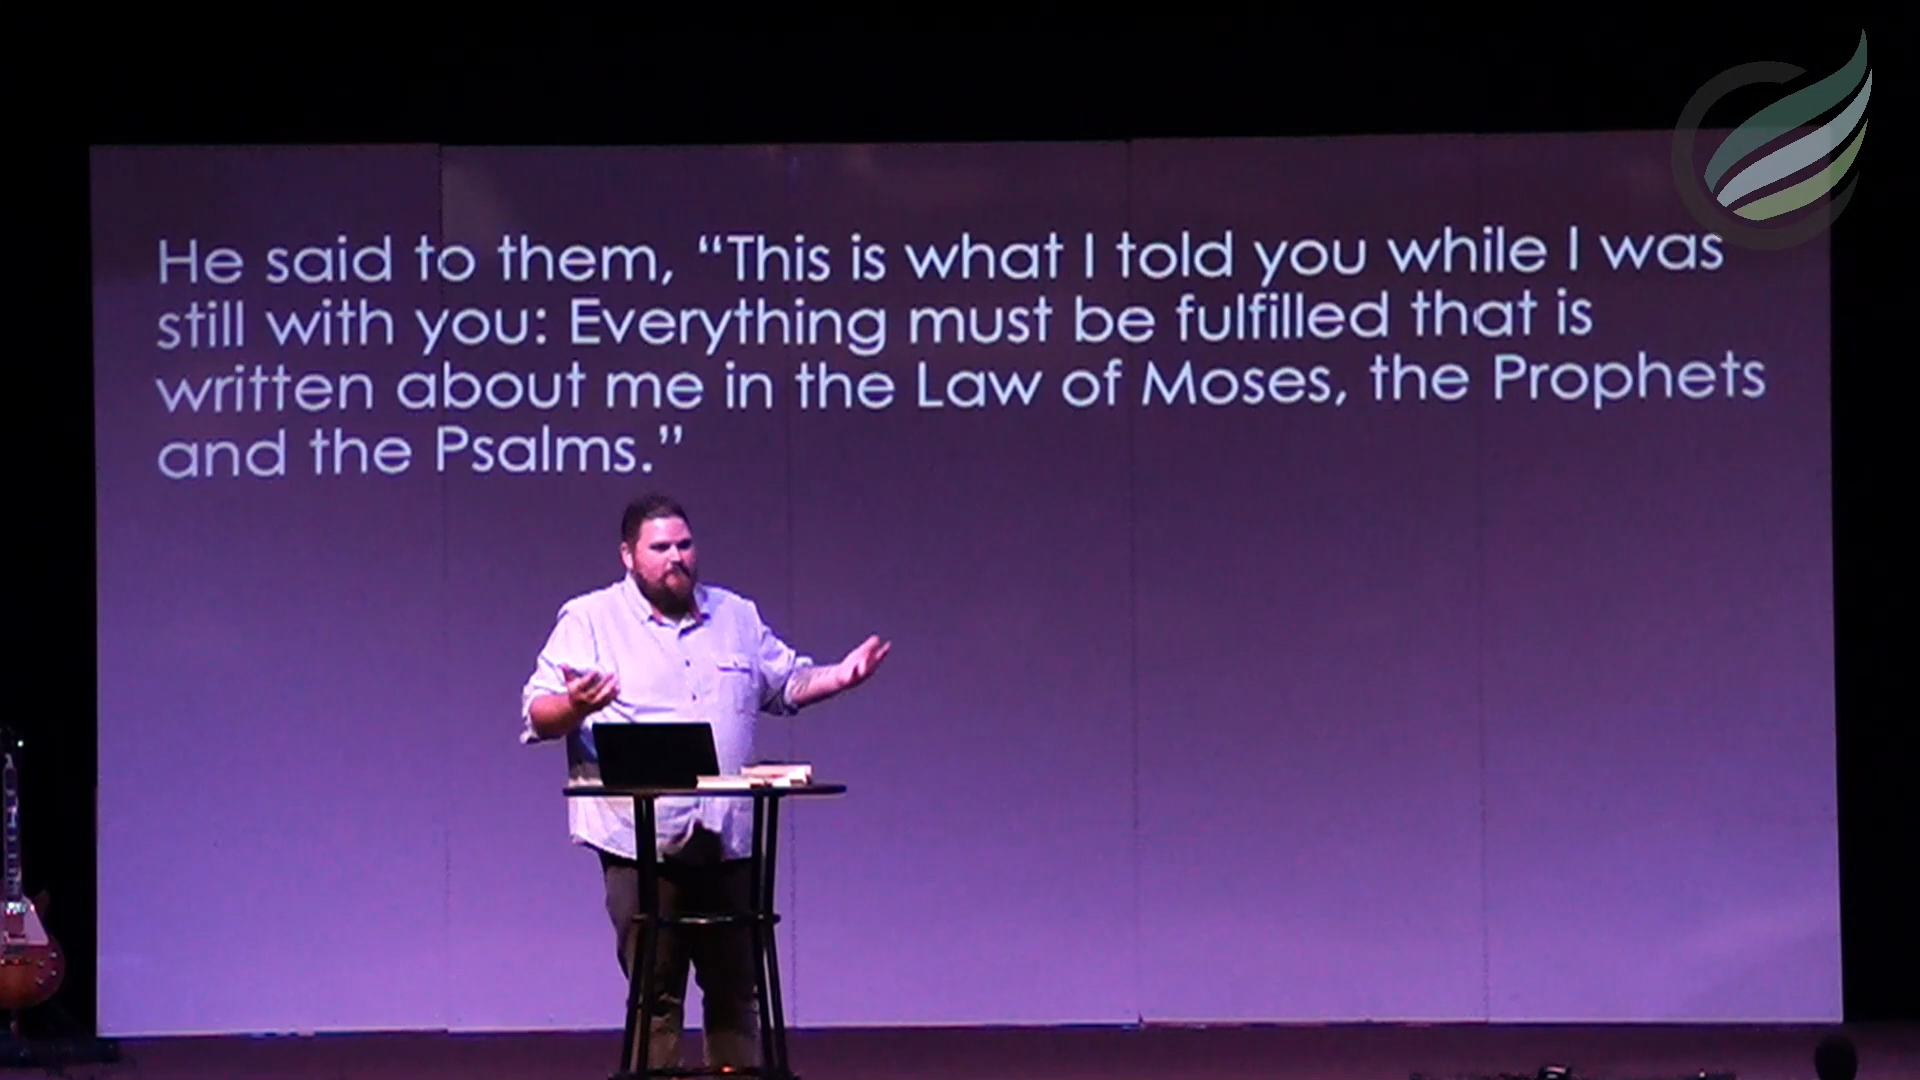 He said to them, “This is what I told you while I was
still with you: Everything must be fulfilled that is
written about me in the Law of Moses, the Prophets
and the Psalms.”